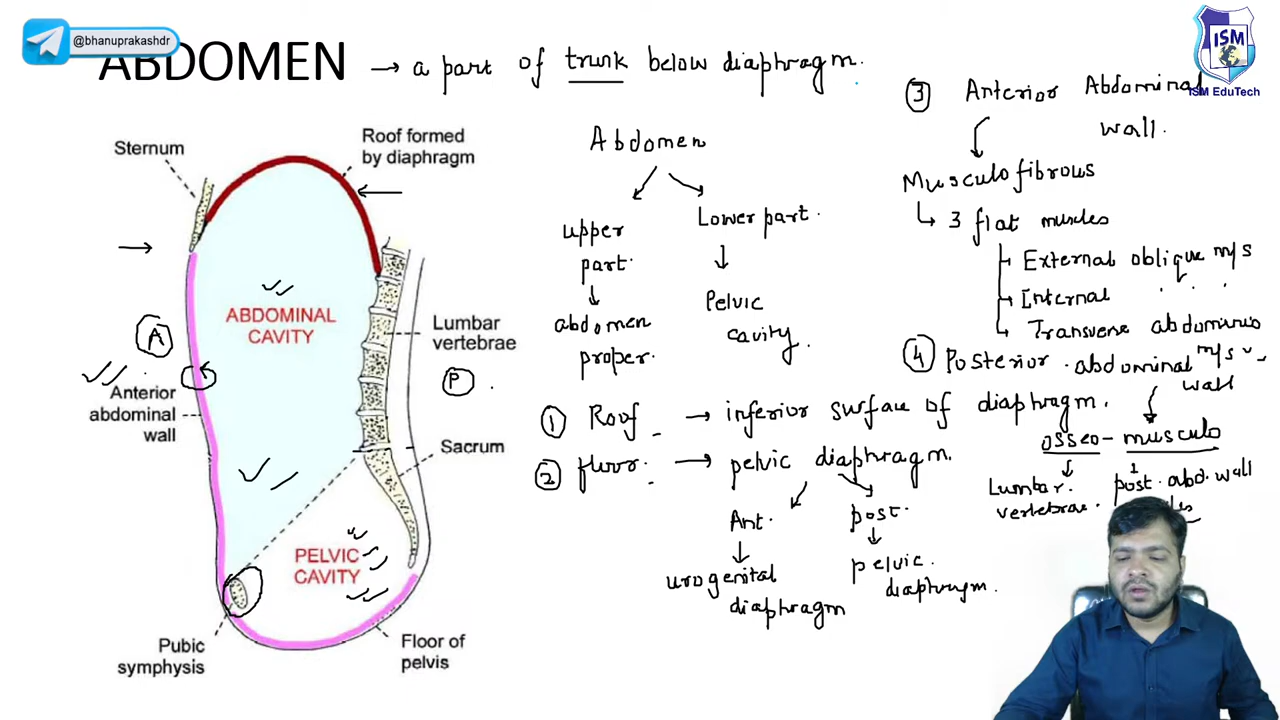 @bhanuprakashdr
ABDOMEN → a part of trunk below diaphragm.
ISM
ISM EduTech
Sternum
Roof formed
by diaphragm
ABDOMINAL
CAVITY
A
Anterior
abdominal
wall
Lumbar
vertebrae
P
Sacrum
PELVIC
CAVITY
Pubic
symphysis
Floor of
pelvis
Abdomen
upper
part.
abdomen
proper.
Lower part.
Pelvic
cavity.
① Roof → inferior surface of diaphragm.
② floor. → pelvic diaphragm.
Ant.
urogenital
diaphragm
post.
pelvic
diaphragm.
③ Anterior Abdominal
wall.
Musculofibrous
3 flat muscles
External oblique m/s
Internal . . .
Transverse abdominis
m/s
④ Posterior abdominal
wall
osseo-musculo
Lumbar.
vertebrae.
post. abd. wall